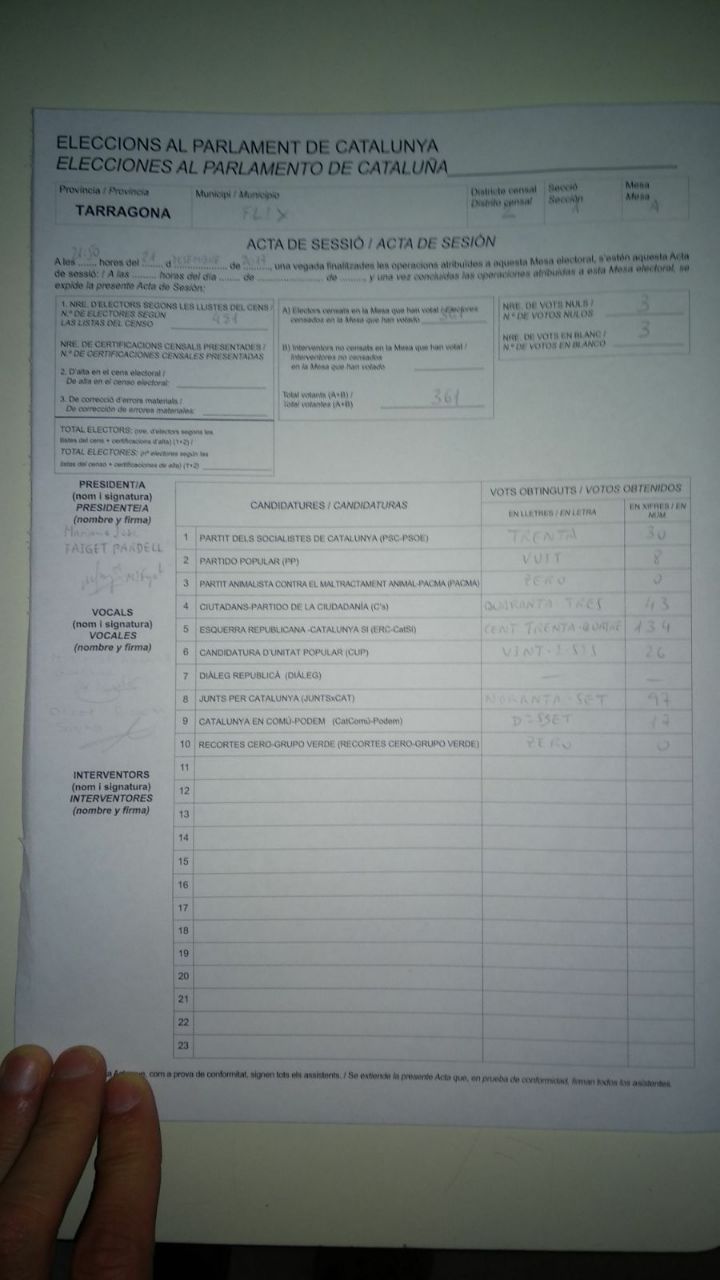 ELECCIONS AL PARLAMENT DE CATALUNYA
ELECCIONES AL PARLAMENTO DE CATALUÑA
Província / Provincia
TARRAGONA
Municipi / Municipio
FLIX
Districte censal
Distrito censal
2
Secció
Sección
A
Mesa
Mesa
A
ACTA DE SESSIÓ / ACTA DE SESIÓN
A les 21:50 hores del 21 d DESEMBRE de 2017, una vegada finalitzades les operacions atribuïdes a aquesta Mesa electoral, s'estén aquesta Acta
de sessió: / A las ......... horas del día ........ de ........................ de ........., y una vez concluidas las operaciones atribuidas a esta Mesa electoral, se
expide la presente Acta de Sesión:
1. NRE. D'ELECTORS SEGONS LES LLISTES DEL CENS /
N.º DE ELECTORES SEGÚN
LAS LISTAS DEL CENSO
NRE. DE CERTIFICACIONS CENSALS PRESENTADES /
N.º DE CERTIFICACIONES CENSALES PRESENTADAS
2. D'alta en el cens electoral /
De alta en el censo electoral:
3. De correcció d'errors materials /
De corrección de errores materiales:
TOTAL ELECTORS: (nre. d'electors segons les
llistes del cens + certificacions d'alta) (1+2) /
TOTAL ELECTORES: (nº electores según las
listas del censo + certificaciones de alta) (1+2)
A) Electors censats en la Mesa que han votat / Electores
censados en la Mesa que han votado 361
B) Interventors no censats en la Mesa que han votat /
Interventores no censados
en la Mesa que han votado
Total votants (A+B) /
Total votantes (A+B) 361
NRE. DE VOTS NULS /
N.º DE VOTOS NULOS 3
NRE. DE VOTS EN BLANC /
N.º DE VOTOS EN BLANCO 3
PRESIDENT/A
(nom i signatura)
PRESIDENTE/A
(nombre y firma)
TAIGET PARDELL
VOCALS
(nom i signatura)
VOCALES
(nombre y firma)
INTERVENTORS
(nom i signatura)
INTERVENTORES
(nombre y firma)
CANDIDATURES / CANDIDATURAS
VOTS OBTINGUTS / VOTOS OBTENIDOS
EN LLETRES / EN LETRA
EN XIFRES / EN NÚM.
1 PARTIT DELS SOCIALISTES DE CATALUNYA (PSC-PSOE) TRENTA 30
2 PARTIDO POPULAR (PP) VUIT 8
3 PARTIT ANIMALISTA CONTRA EL MALTRACTAMENT ANIMAL-PACMA (PACMA) ZERO 0
4 CIUTADANS-PARTIDO DE LA CIUDADANÍA (C's) QUARANTA-TRES 43
5 ESQUERRA REPUBLICANA -CATALUNYA SI (ERC-CatSI) CENT TRENTA-QUATRE 134
6 CANDIDATURA D'UNITAT POPULAR (CUP) VINT-I-SIS 26
7 DIÀLEG REPUBLICÀ (DIÀLEG) — —
8 JUNTS PER CATALUNYA (JUNTSxCAT) NORANTA-SET 97
9 CATALUNYA EN COMÚ-PODEM (CatComú-Podem) DISSET 17
10 RECORTES CERO-GRUPO VERDE (RECORTES CERO-GRUPO VERDE) ZERO 0
11
12
13
14
15
16
17
18
19
20
21
22
23
com a prova de conformitat, signen tots els assistents. / Se extiende la presente Acta que, en prueba de conformidad, firman todos los asistentes.